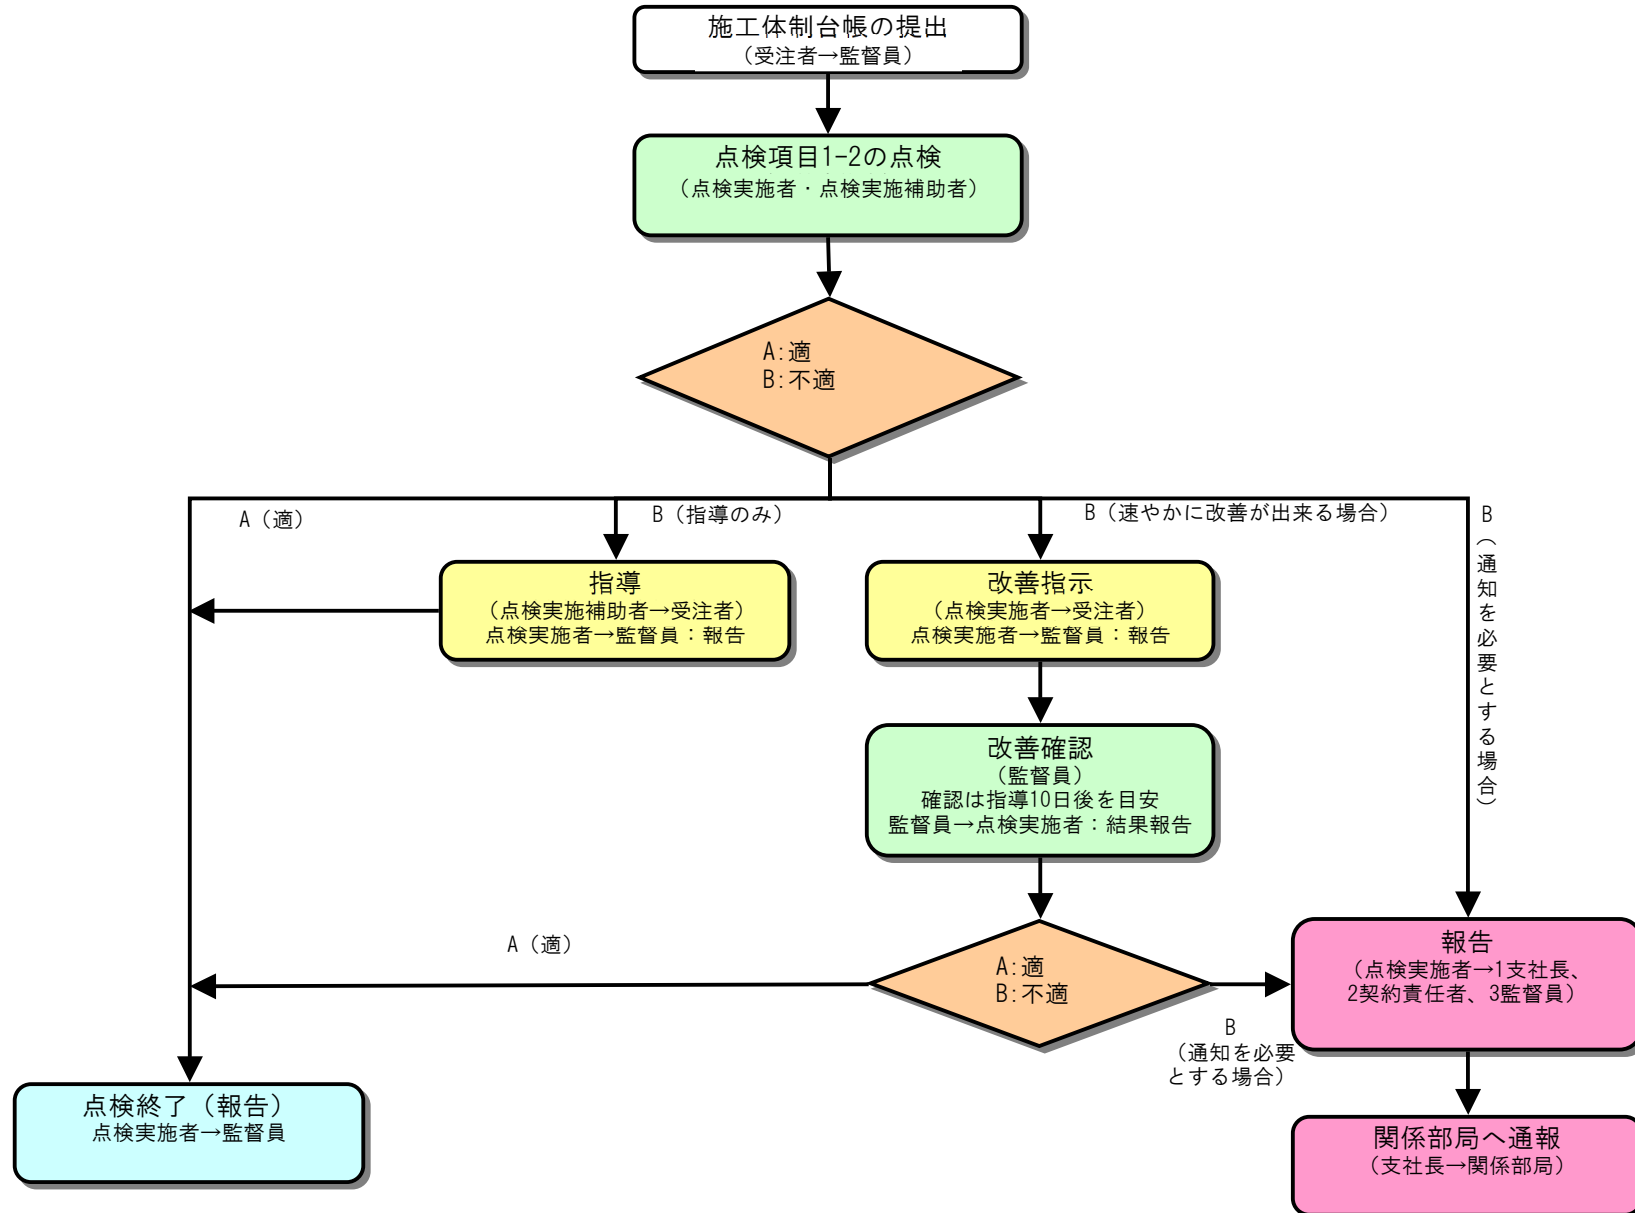 施工体制台帳の提出
（受注者→監督員）
点検項目1-2の点検
（点検実施者・点検実施補助者）
A:適
B:不適
A（適）
B（指導のみ）
B（速やかに改善が出来る場合）
B（通知を必要とする場合）
指導
（点検実施補助者→受注者）
点検実施者→監督員：報告
改善指示
（点検実施者→受注者）
点検実施者→監督員：報告
改善確認
（監督員）
確認は指導10日後を目安
監督員→点検実施者：結果報告
A（適）
A:適
B:不適
B
（通知を必要
とする場合）
報告
（点検実施者→1支社長、
2契約責任者、3監督員）
点検終了（報告）
点検実施者→監督員
関係部局へ通報
（支社長→関係部局）